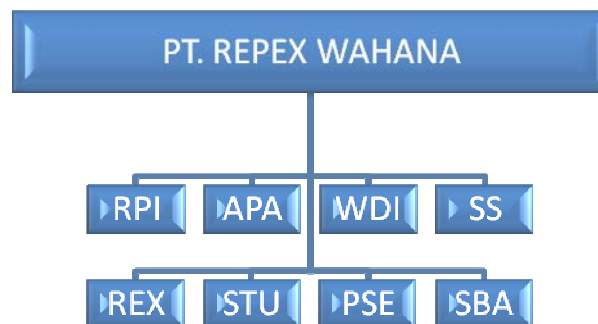 PT. REPEX WAHANA
RPI APA WDI SS
REX STU PSE SBA